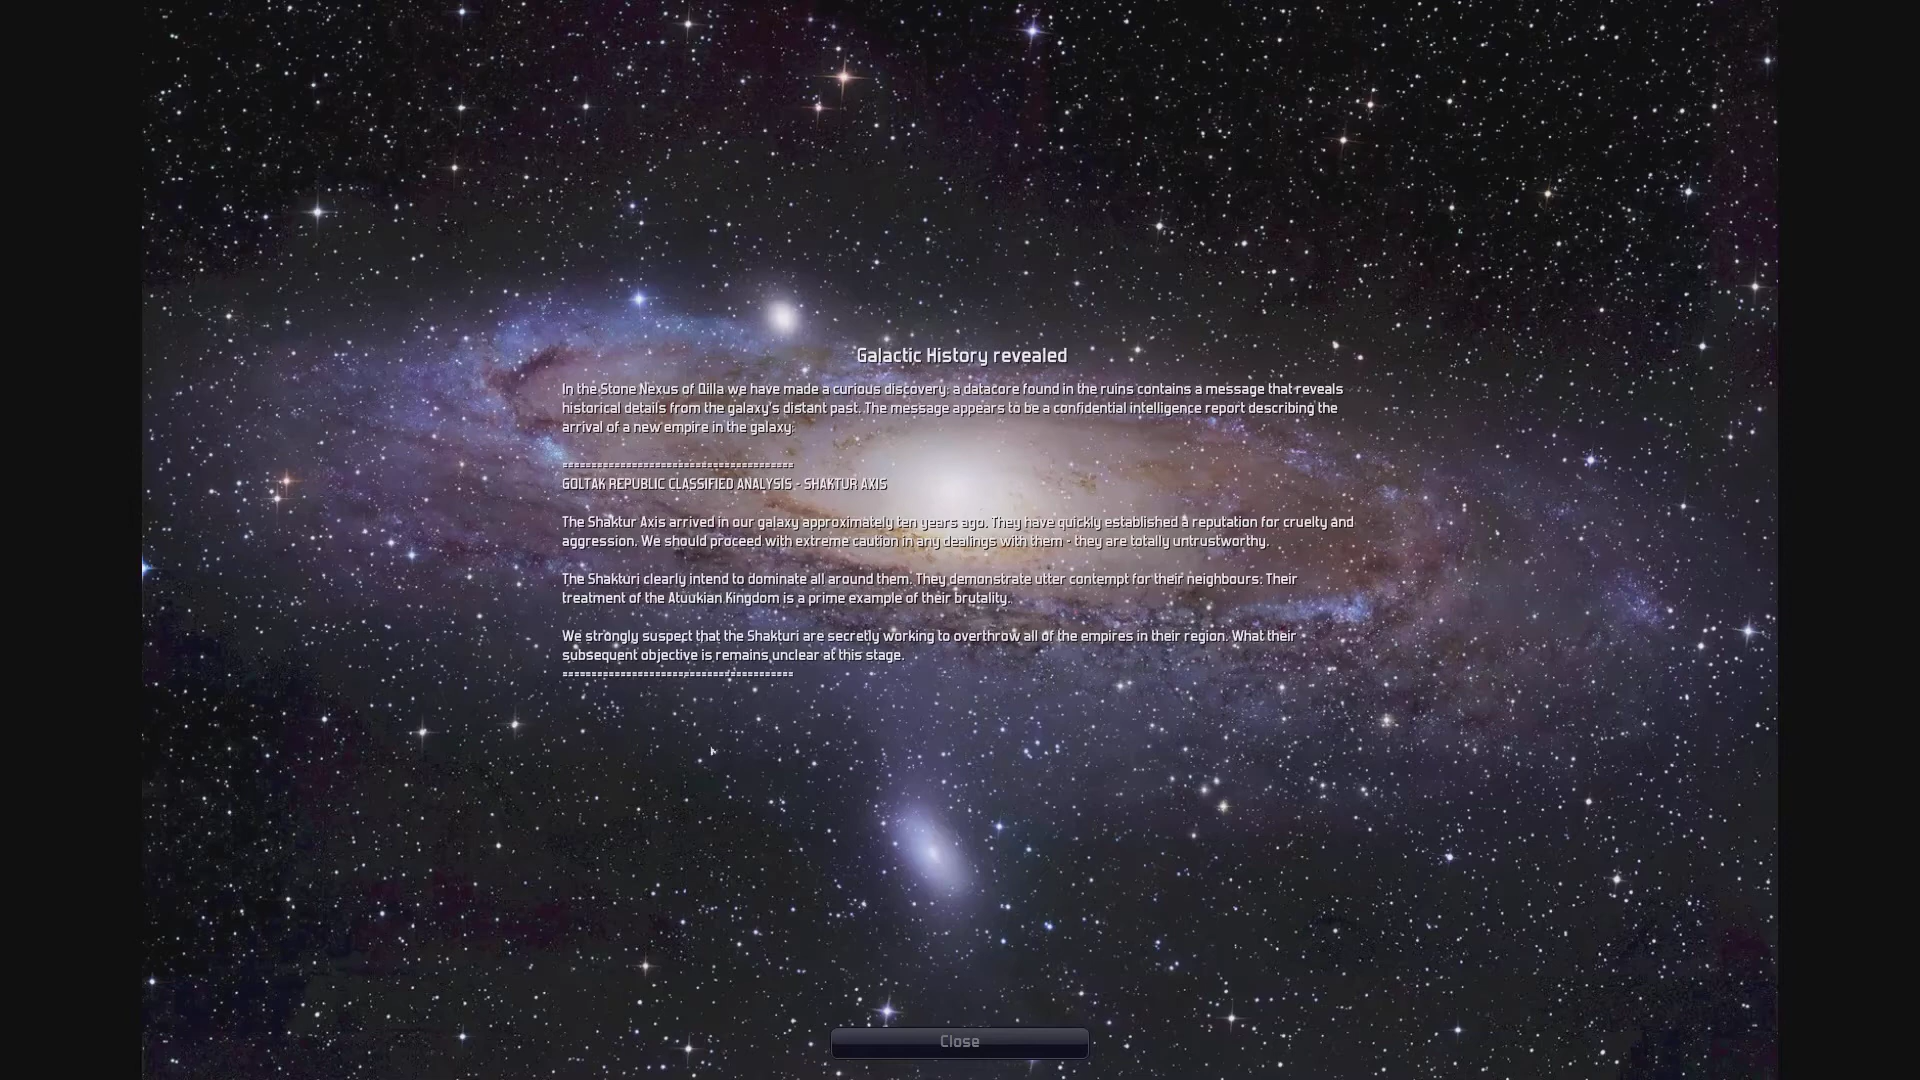 Galactic History revealed
In the Stone Nexus of Qilla we have made a curious discovery: a datacore found in the ruins contains a message that reveals
historical details from the galaxy's distant past. The message appears to be a confidential intelligence report describing the
arrival of a new empire in the galaxy:
========================================
GOLTAK REPUBLIC CLASSIFIED ANALYSIS - SHAKTUR AXIS
The Shaktur Axis arrived in our galaxy approximately ten years ago. They have quickly established a reputation for cruelty and
aggression. We should proceed with extreme caution in any dealings with them - they are totally untrustworthy.
The Shakturi clearly intend to dominate all around them. They demonstrate utter contempt for their neighbours. Their
treatment of the Atuukian Kingdom is a prime example of their brutality.
We strongly suspect that the Shakturi are secretly working to overthrow all of the empires in their region. What their
subsequent objective is remains unclear at this stage.
========================================
Close